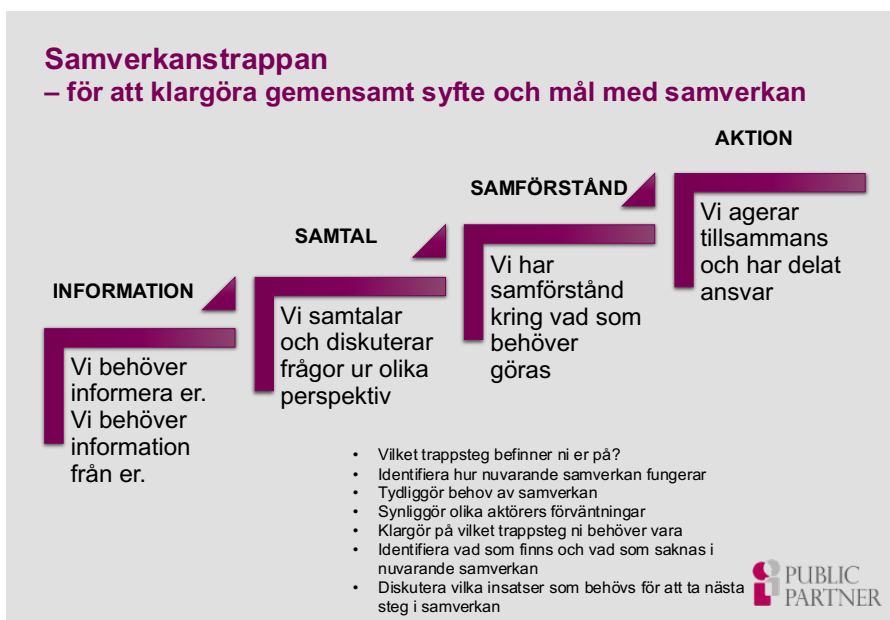 Samverkanstrappan
– för att klargöra gemensamt syfte och mål med samverkan
INFORMATION
Vi behöver
informera er.
Vi behöver
information
från er.
SAMTAL
Vi samtalar
och diskuterar
frågor ur olika
perspektiv
SAMFÖRSTÅND
Vi har
samförstånd
kring vad som
behöver
göras
AKTION
Vi agerar
tillsammans
och har delat
ansvar
• Vilket trappsteg befinner ni er på?
• Identifiera hur nuvarande samverkan fungerar
• Tydliggör behov av samverkan
• Synliggör olika aktörers förväntningar
• Klargör på vilket trappsteg ni behöver vara
• Identifiera vad som finns och vad som saknas i
nuvarande samverkan
• Diskutera vilka insatser som behövs för att ta nästa
steg i samverkan
PUBLIC
PARTNER